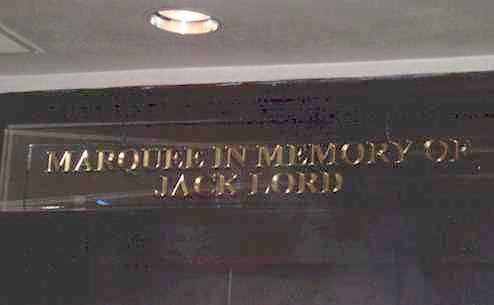 MARQUEE IN MEMORY OF
JACK LORD